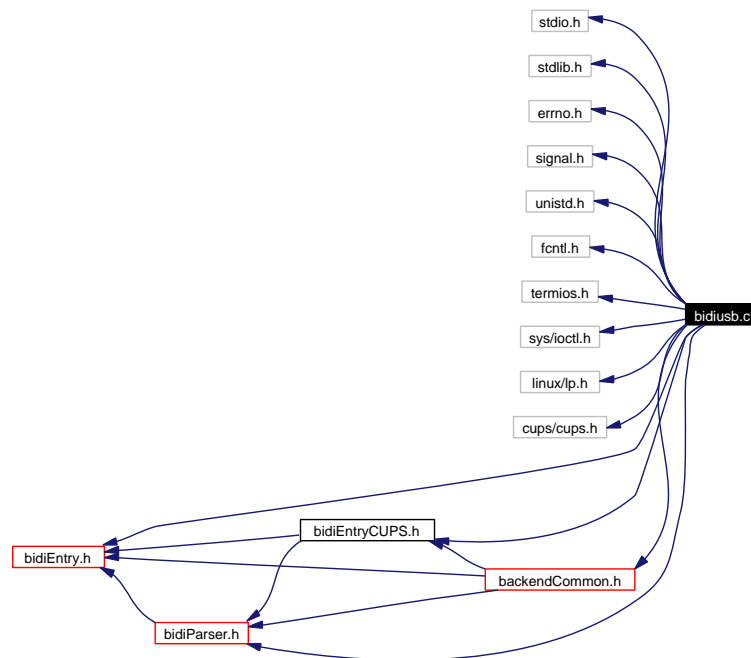 stdio.h
stdlib.h
errno.h
signal.h
unistd.h
fcntl.h
termios.h
bidiusb.c
sys/ioctl.h
linux/lp.h
cups/cups.h
bidiEntryCUPS.h
bidiEntry.h
backendCommon.h
bidiParser.h